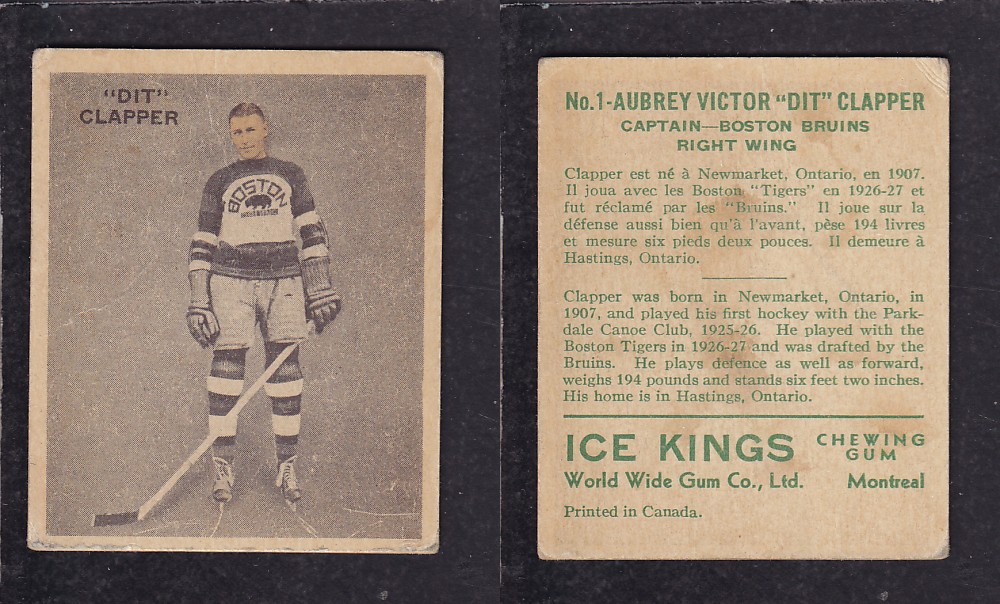 "DIT"
CLAPPER
BOSTON
No.1-AUBREY VICTOR "DIT" CLAPPER
CAPTAIN—BOSTON BRUINS
RIGHT WING
Clapper est né à Newmarket, Ontario, en 1907.
Il joua avec les Boston "Tigers" en 1926-27 et
fut réclamé par les "Bruins." Il joue sur la
défense aussi bien qu'à l'avant, pèse 194 livres
et mesure six pieds deux pouces. Il demeure à
Hastings, Ontario.
Clapper was born in Newmarket, Ontario, in
1907, and played his first hockey with the Park-
dale Canoe Club, 1925-26. He played with the
Boston Tigers in 1926-27 and was drafted by the
Bruins. He plays defence as well as forward,
weighs 194 pounds and stands six feet two inches.
His home is in Hastings, Ontario.
ICE KINGS CHEWING GUM
World Wide Gum Co., Ltd. Montreal
Printed in Canada.